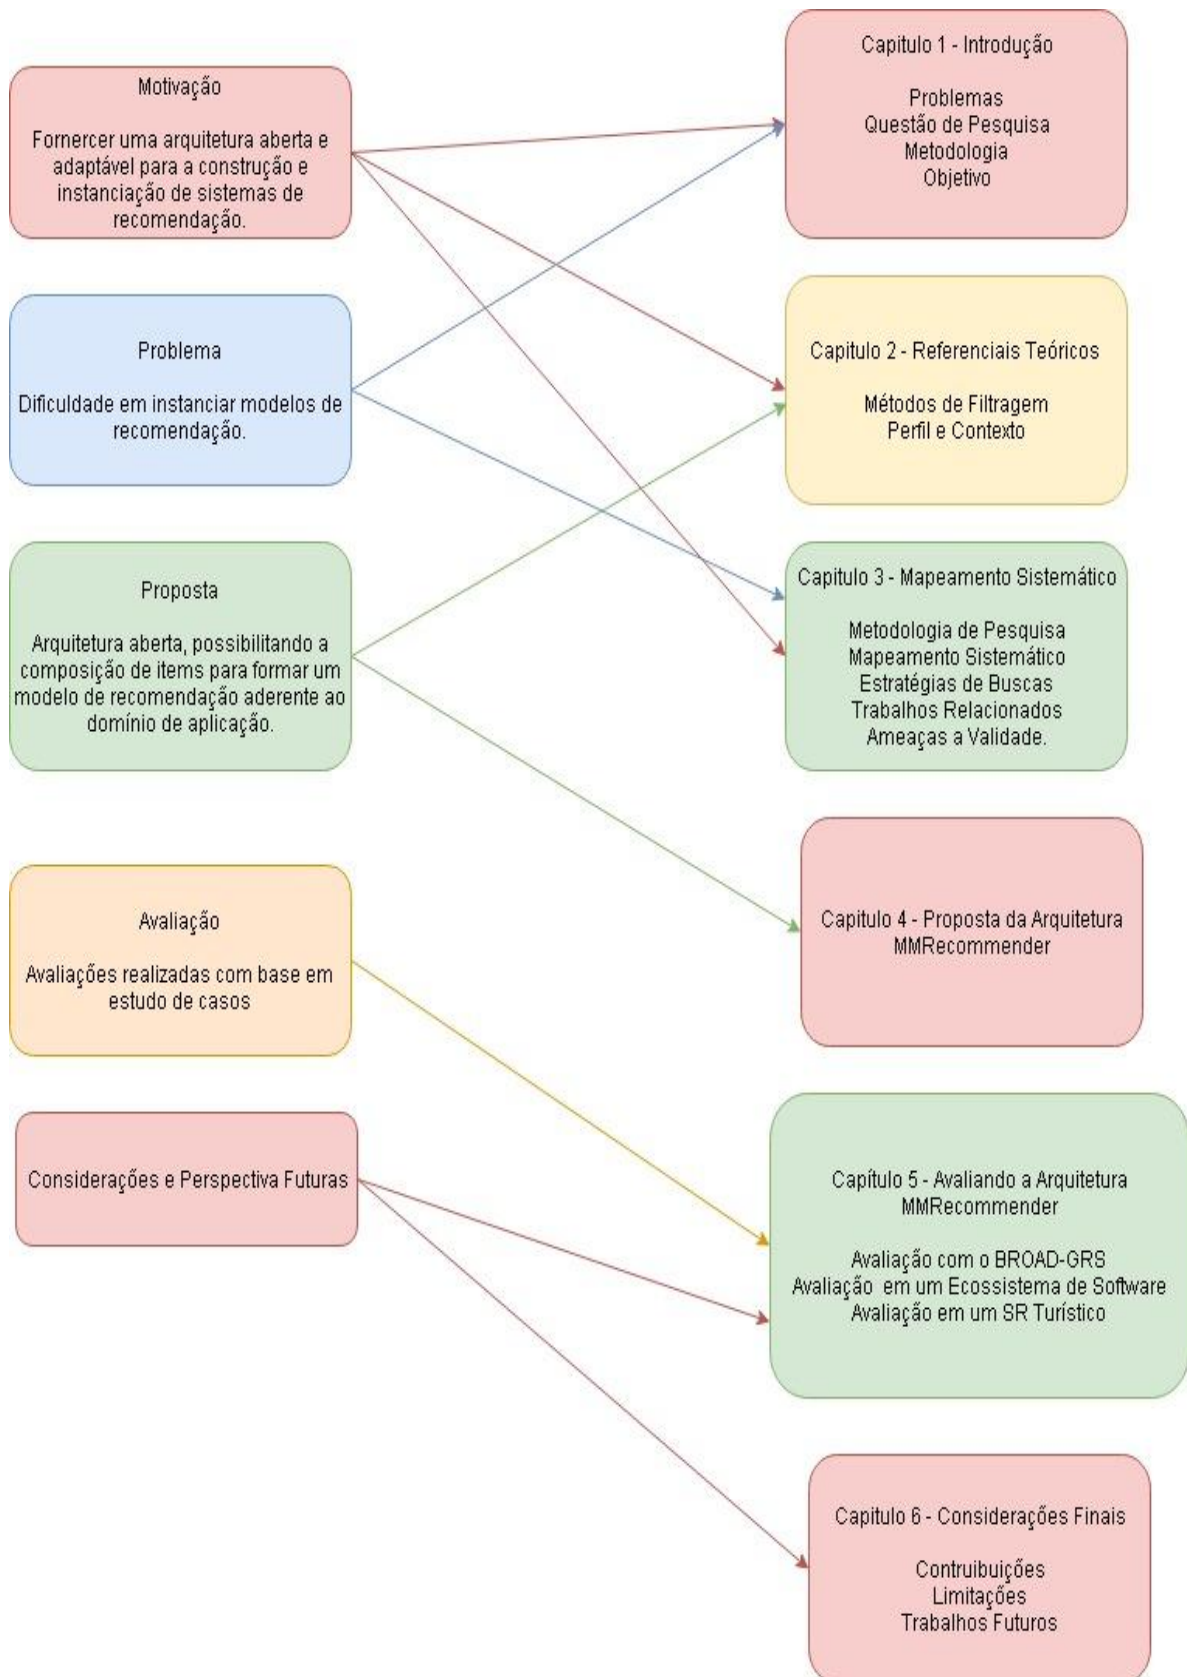 Motivação
Fornercer uma arquitetura aberta e
adaptável para a construção e
instanciação de sistemas de
recomendação.
Problema
Dificuldade em instanciar modelos de
recomendação.
Proposta
Arquitetura aberta, possibilitando a
composição de items para formar um
modelo de recomendação aderente ao
domínio de aplicação.
Avaliação
Avaliações realizadas com base em
estudo de casos
Considerações e Perspectiva Futuras
Capitulo 1 - Introdução
Problemas
Questão de Pesquisa
Metodologia
Objetivo
Capitulo 2 - Referenciais Teóricos
Métodos de Filtragem
Perfil e Contexto
Capitulo 3 - Mapeamento Sistemático
Metodologia de Pesquisa
Mapeamento Sistemático
Estratégias de Buscas
Trabalhos Relacionados
Ameaças a Validade.
Capitulo 4 - Proposta da Arquitetura
MMRecommender
Capítulo 5 - Avaliando a Arquitetura
MMRecommender
Avaliação com o BROAD-GRS
Avaliação em um Ecossistema de Software
Avaliação em um SR Turístico
Capitulo 6 - Considerações Finais
Contruibuições
Limitações
Trabalhos Futuros